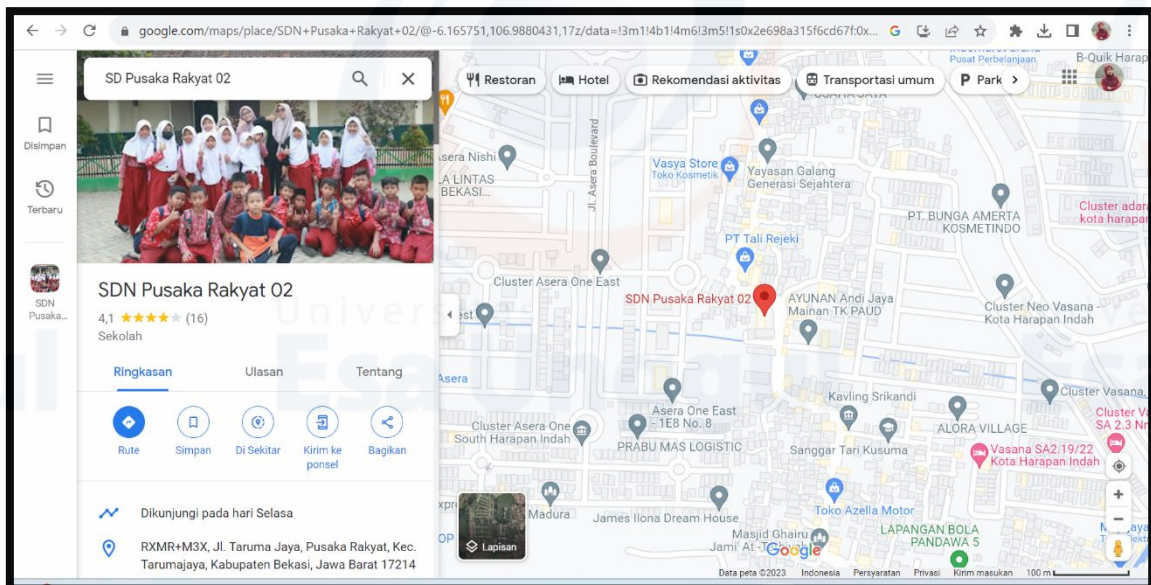 google.com/maps/place/SDN+Pusaka+Rakyat+02/@-6.165751,106.9880431,17z/data=!3m1!4b1!4m6!3m5!1s0x2e698a315f6cd67f:0x...
SD Pusaka Rakyat 02
Disimpan
Terbaru
SDN
Pusaka...
SDN Pusaka Rakyat 02
4,1 (16)
Sekolah
Ringkasan
Ulasan
Tentang
Rute
Simpan
Di Sekitar
Kirim ke
ponsel
Bagikan
Dikunjungi pada hari Selasa
RXMR+M3X, Jl. Taruma Jaya, Pusaka Rakyat, Kec.
Tarumajaya, Kabupaten Bekasi, Jawa Barat 17214
Restoran
Hotel
Rekomendasi aktivitas
Transportasi umum
P Park
Pusat Perbelanjaan
B-Quik Harap
Jl. Asera Boulevard
sera Nishi
A LINTAS
BEKASI...
Vasya Store
Toko Kosmetik
Yayasan Galang
Generasi Sejahtera
PT. BUNGA AMERTA
KOSMETINDO
Cluster adara
kota harapan
PT Tali Rejeki
Cluster Asera One East
SDN Pusaka Rakyat 02
AYUNAN Andi Jaya
Mainan TK PAUD
Cluster Neo Vasana -
Kota Harapan Indah
est
Asera
Cluster Asera One
South Harapan Indah
Asera One East
- 1E8 No. 8
PRABU MAS LOGISTIC
Kavling Srikandi
Sanggar Tari Kusuma
ALORA VILLAGE
Cluster Vasana,
Cluster Va
SA 2.3 Nr
Vasana SA2.19/22
Kota Harapan Indah
Madura
James Ilona Dream House
Toko Azella Motor
Masjid Ghairu
Jami' At -
LAPANGAN BOLA
PANDAWA 5
Lapisan
Google
Data peta ©2023 Indonesia Persyaratan Privasi Kirim masukan 100 m
Universitas
Esa Unggul